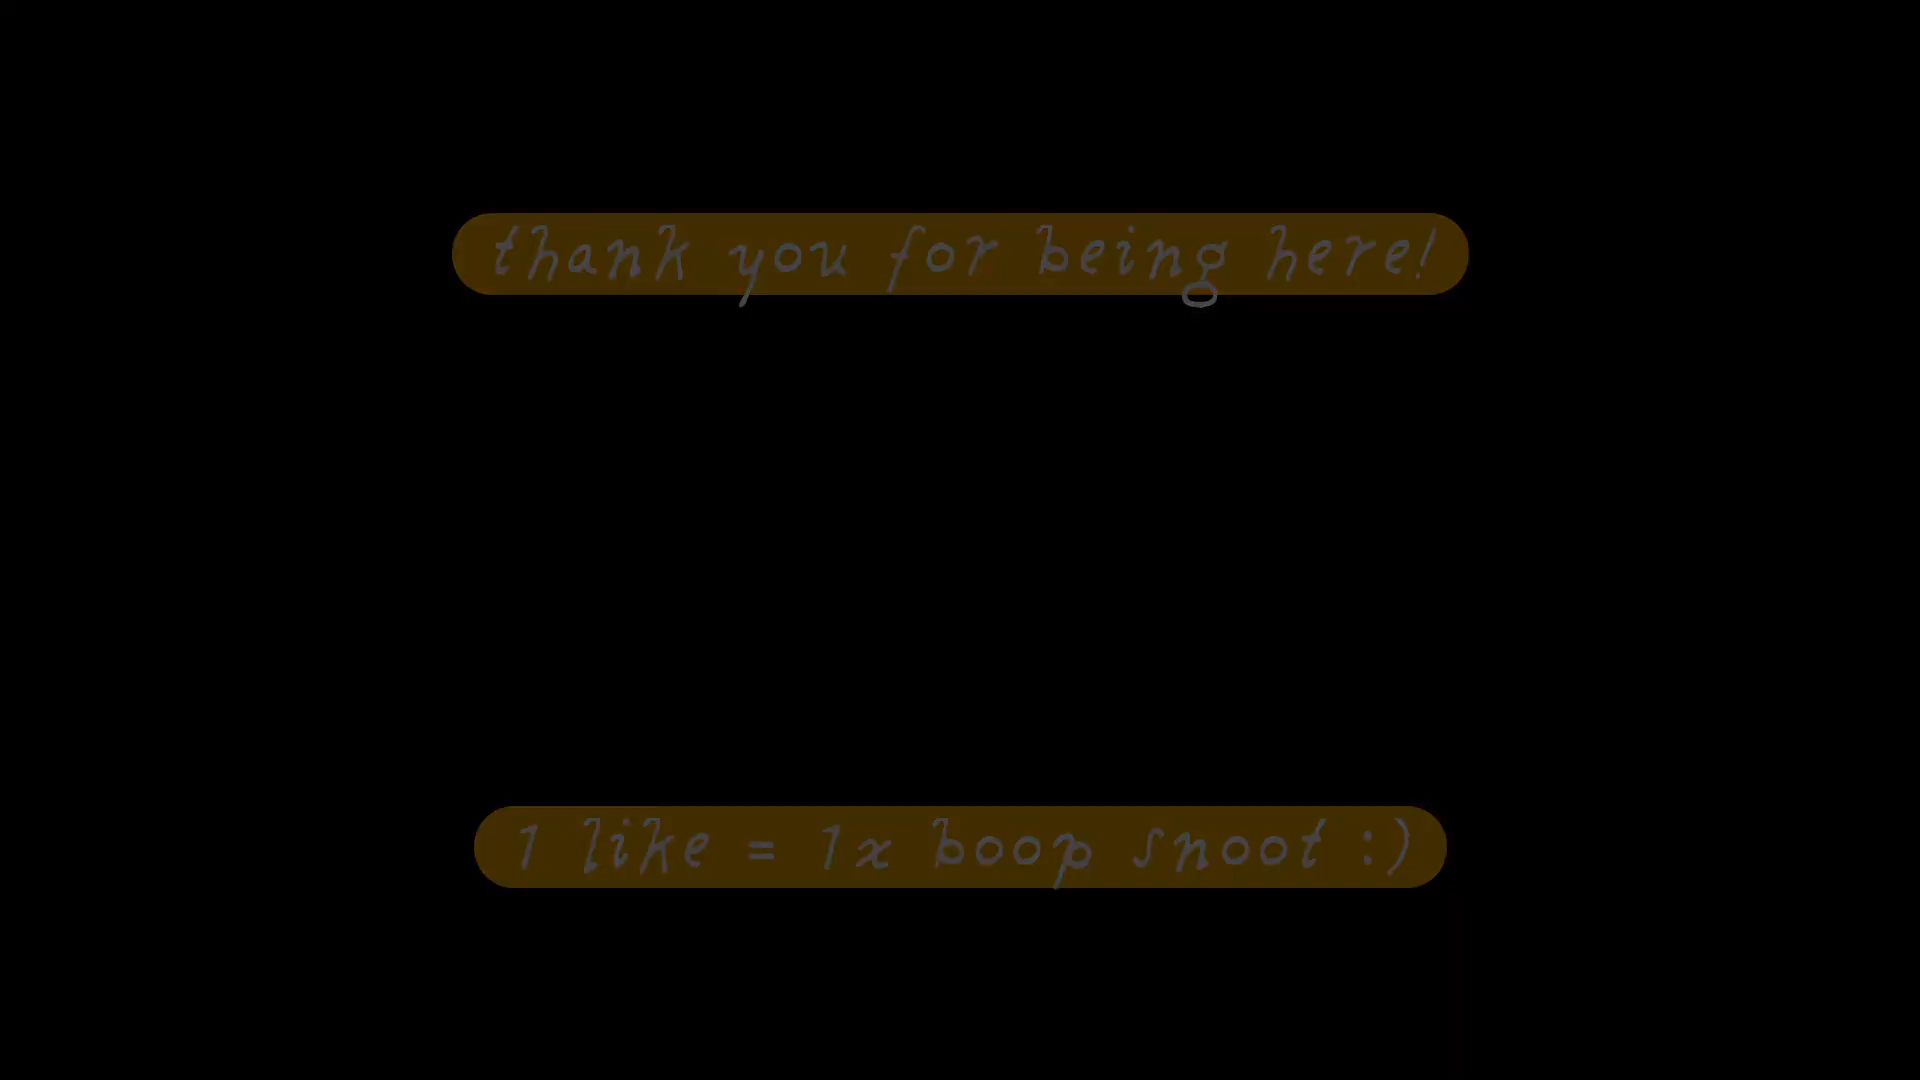 thank you for being here!
1 like = 1x boop snoot :)